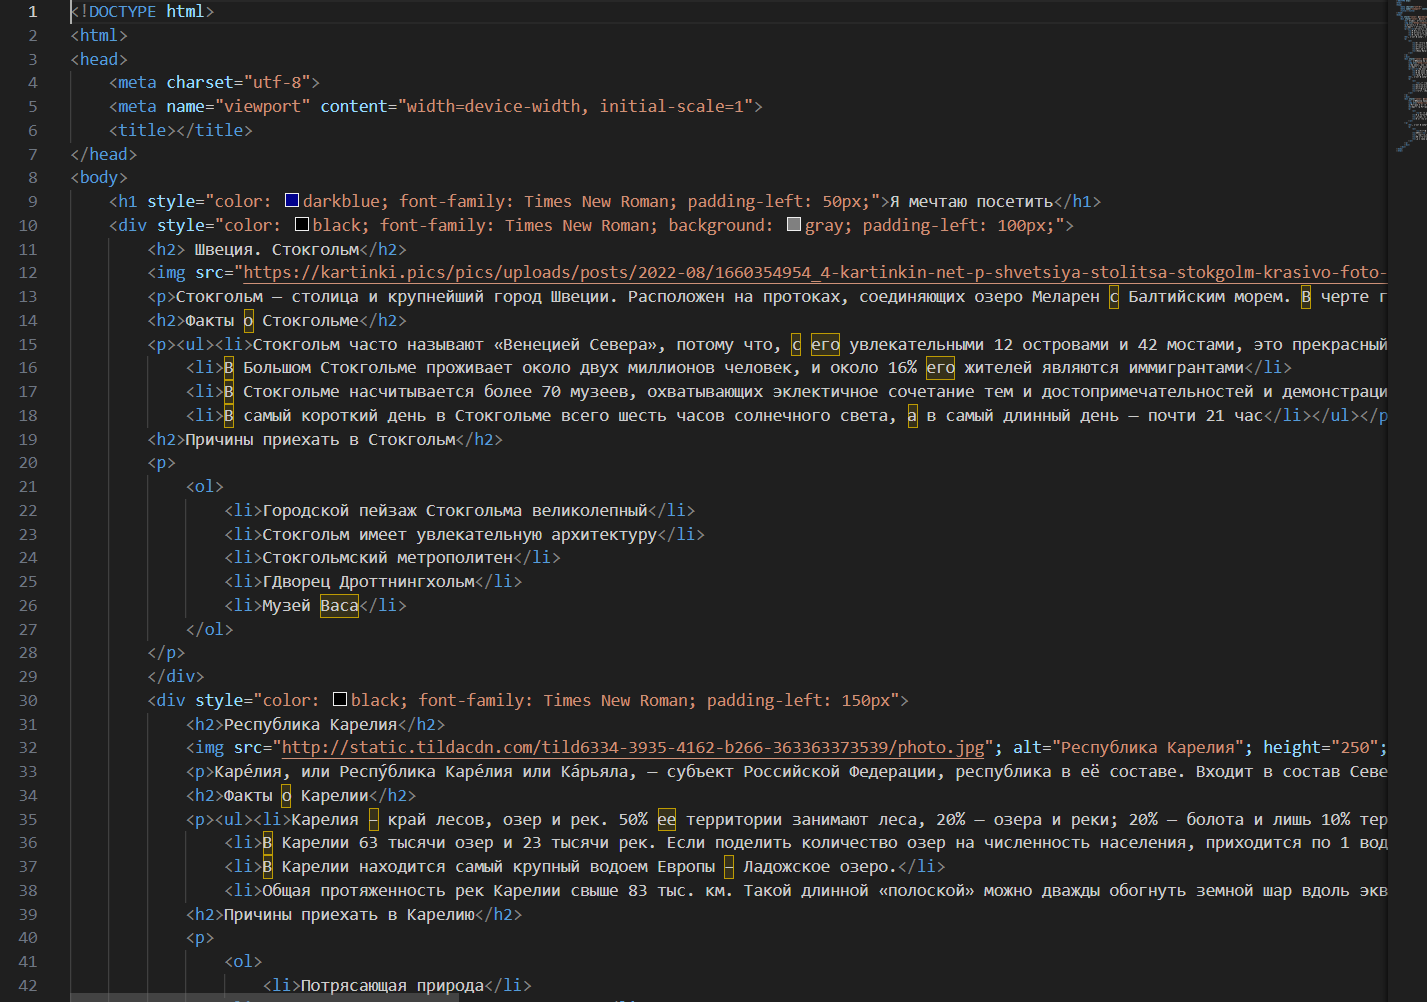 1 <!DOCTYPE html>
2 <html>
3 <head>
4 <meta charset="utf-8">
5 <meta name="viewport" content="width=device-width, initial-scale=1">
6 <title></title>
7 </head>
8 <body>
9 <h1 style="color: darkblue; font-family: Times New Roman; padding-left: 50px;">Я мечтаю посетить</h1>
10 <div style="color: black; font-family: Times New Roman; background: gray; padding-left: 100px;">
11 <h2> Швеция. Стокгольм</h2>
12 <img src="https://kartinki.pics/pics/uploads/posts/2022-08/1660354954_4-kartinkin-net-p-shvetsiya-stolitsa-stokgolm-krasivo-foto-
13 <p>Стокгольм — столица и крупнейший город Швеции. Расположен на протоках, соединяющих озеро Меларен с Балтийским морем. В черте г
14 <h2>Факты о Стокгольме</h2>
15 <p><ul><li>Стокгольм часто называют «Венецией Севера», потому что, с его увлекательными 12 островами и 42 мостами, это прекрасный
16 <li>В Большом Стокгольме проживает около двух миллионов человек, и около 16% его жителей являются иммигрантами</li>
17 <li>В Стокгольме насчитывается более 70 музеев, охватывающих эклектичное сочетание тем и достопримечательностей и демонстраци
18 <li>В самый короткий день в Стокгольме всего шесть часов солнечного света, а в самый длинный день — почти 21 час</li></ul></p
19 <h2>Причины приехать в Стокгольм</h2>
20 <p>
21 <ol>
22 <li>Городской пейзаж Стокгольма великолепный</li>
23 <li>Стокгольм имеет увлекательную архитектуру</li>
24 <li>Стокгольмский метрополитен</li>
25 <li>ГДворец Дроттнингхольм</li>
26 <li>Музей Васа</li>
27 </ol>
28 </p>
29 </div>
30 <div style="color: black; font-family: Times New Roman; padding-left: 150px">
31 <h2>Республика Карелия</h2>
32 <img src="http://static.tildacdn.com/tild6334-3935-4162-b266-363363373539/photo.jpg"; alt="Республика Карелия"; height="250";
33 <p>Каре́лия, или Респу́блика Каре́лия или Ка́рьяла, — субъект Российской Федерации, республика в её составе. Входит в состав Севе
34 <h2>Факты о Карелии</h2>
35 <p><ul><li>Карелия – край лесов, озер и рек. 50% ее территории занимают леса, 20% — озера и реки; 20% — болота и лишь 10% тер
36 <li>В Карелии 63 тысячи озер и 23 тысячи рек. Если поделить количество озер на численность населения, приходится по 1 вод
37 <li>В Карелии находится самый крупный водоем Европы – Ладожское озеро.</li>
38 <li>Общая протяженность рек Карелии свыше 83 тыс. км. Такой длинной «полоской» можно дважды обогнуть земной шар вдоль экв
39 <h2>Причины приехать в Карелию</h2>
40 <p>
41 <ol>
42 <li>Потрясающая природа</li>